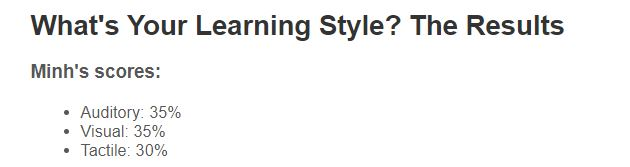 What's Your Learning Style? The Results
Minh's scores:
• Auditory: 35%
• Visual: 35%
• Tactile: 30%